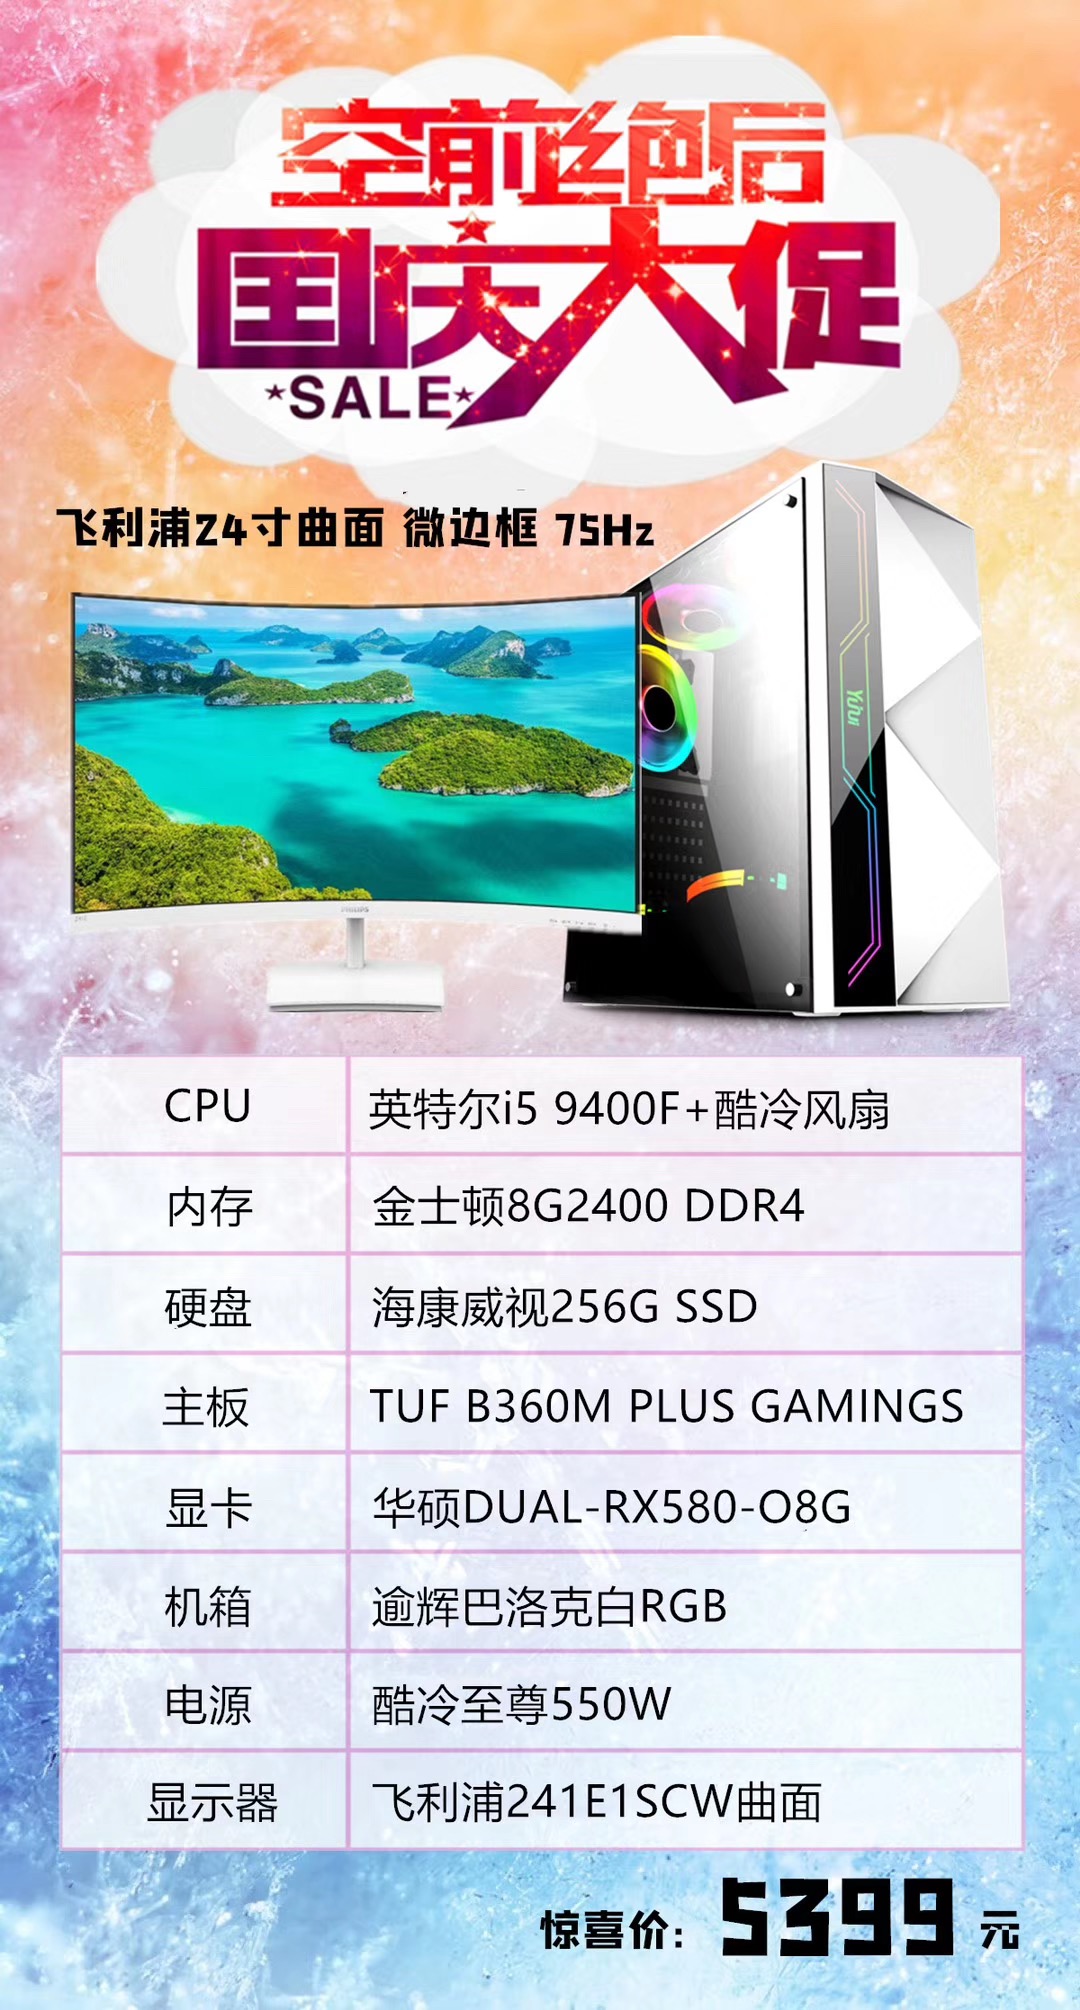 空前绝后
国庆大促
SALE
飞利浦24寸曲面 微边框 75Hz
PHILIPS
CPU 英特尔i5 9400F+酷冷风扇
内存 金士顿8G2400 DDR4
硬盘 海康威视256G SSD
主板 TUF B360M PLUS GAMINGS
显卡 华硕DUAL-RX580-O8G
机箱 逾辉巴洛克白RGB
电源 酷冷至尊550W
显示器 飞利浦241E1SCW曲面
惊喜价: 5399 元